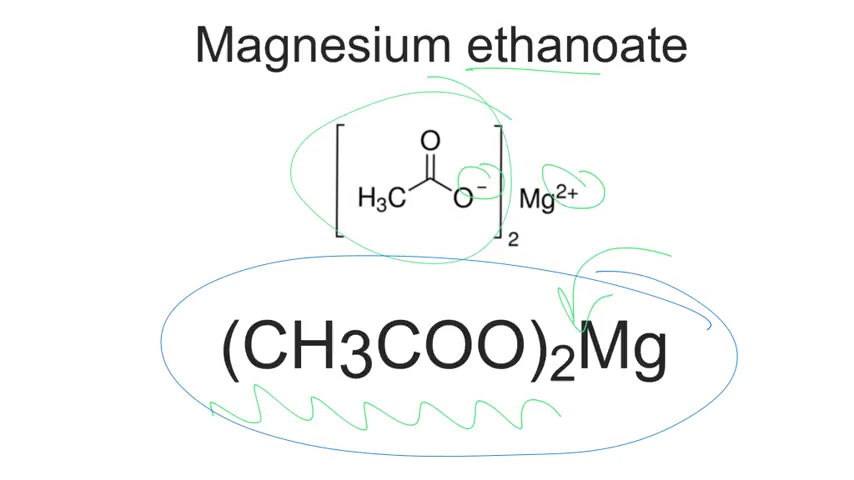 Magnesium ethanoate
O
H₃C O⁻ Mg²⁺
2
(CH3COO)₂Mg